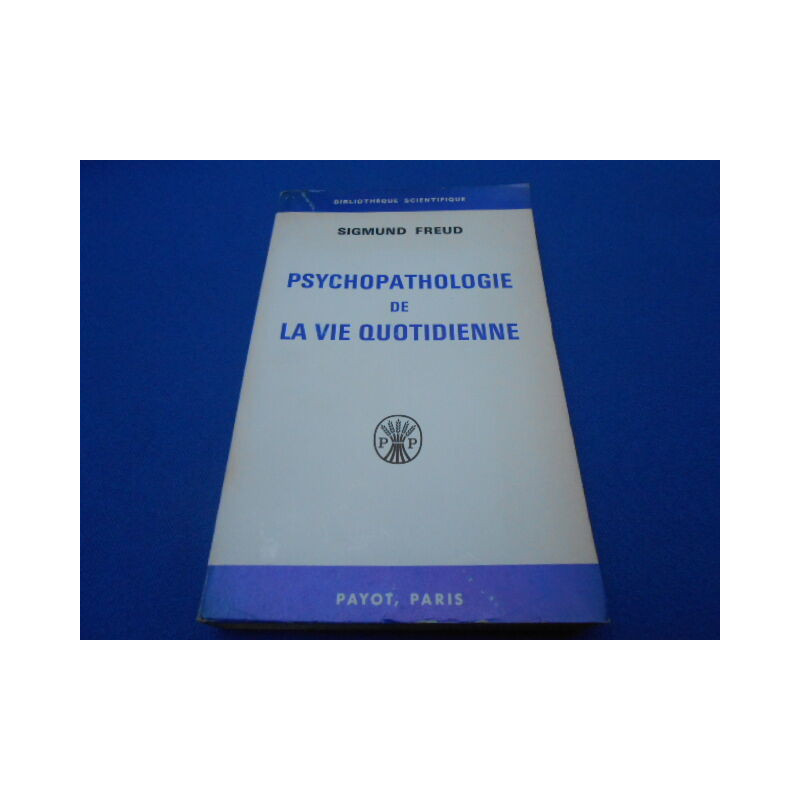 BIBLIOTHÈQUE SCIENTIFIQUE
SIGMUND FREUD
PSYCHOPATHOLOGIE
DE
LA VIE QUOTIDIENNE
P P
PAYOT, PARIS